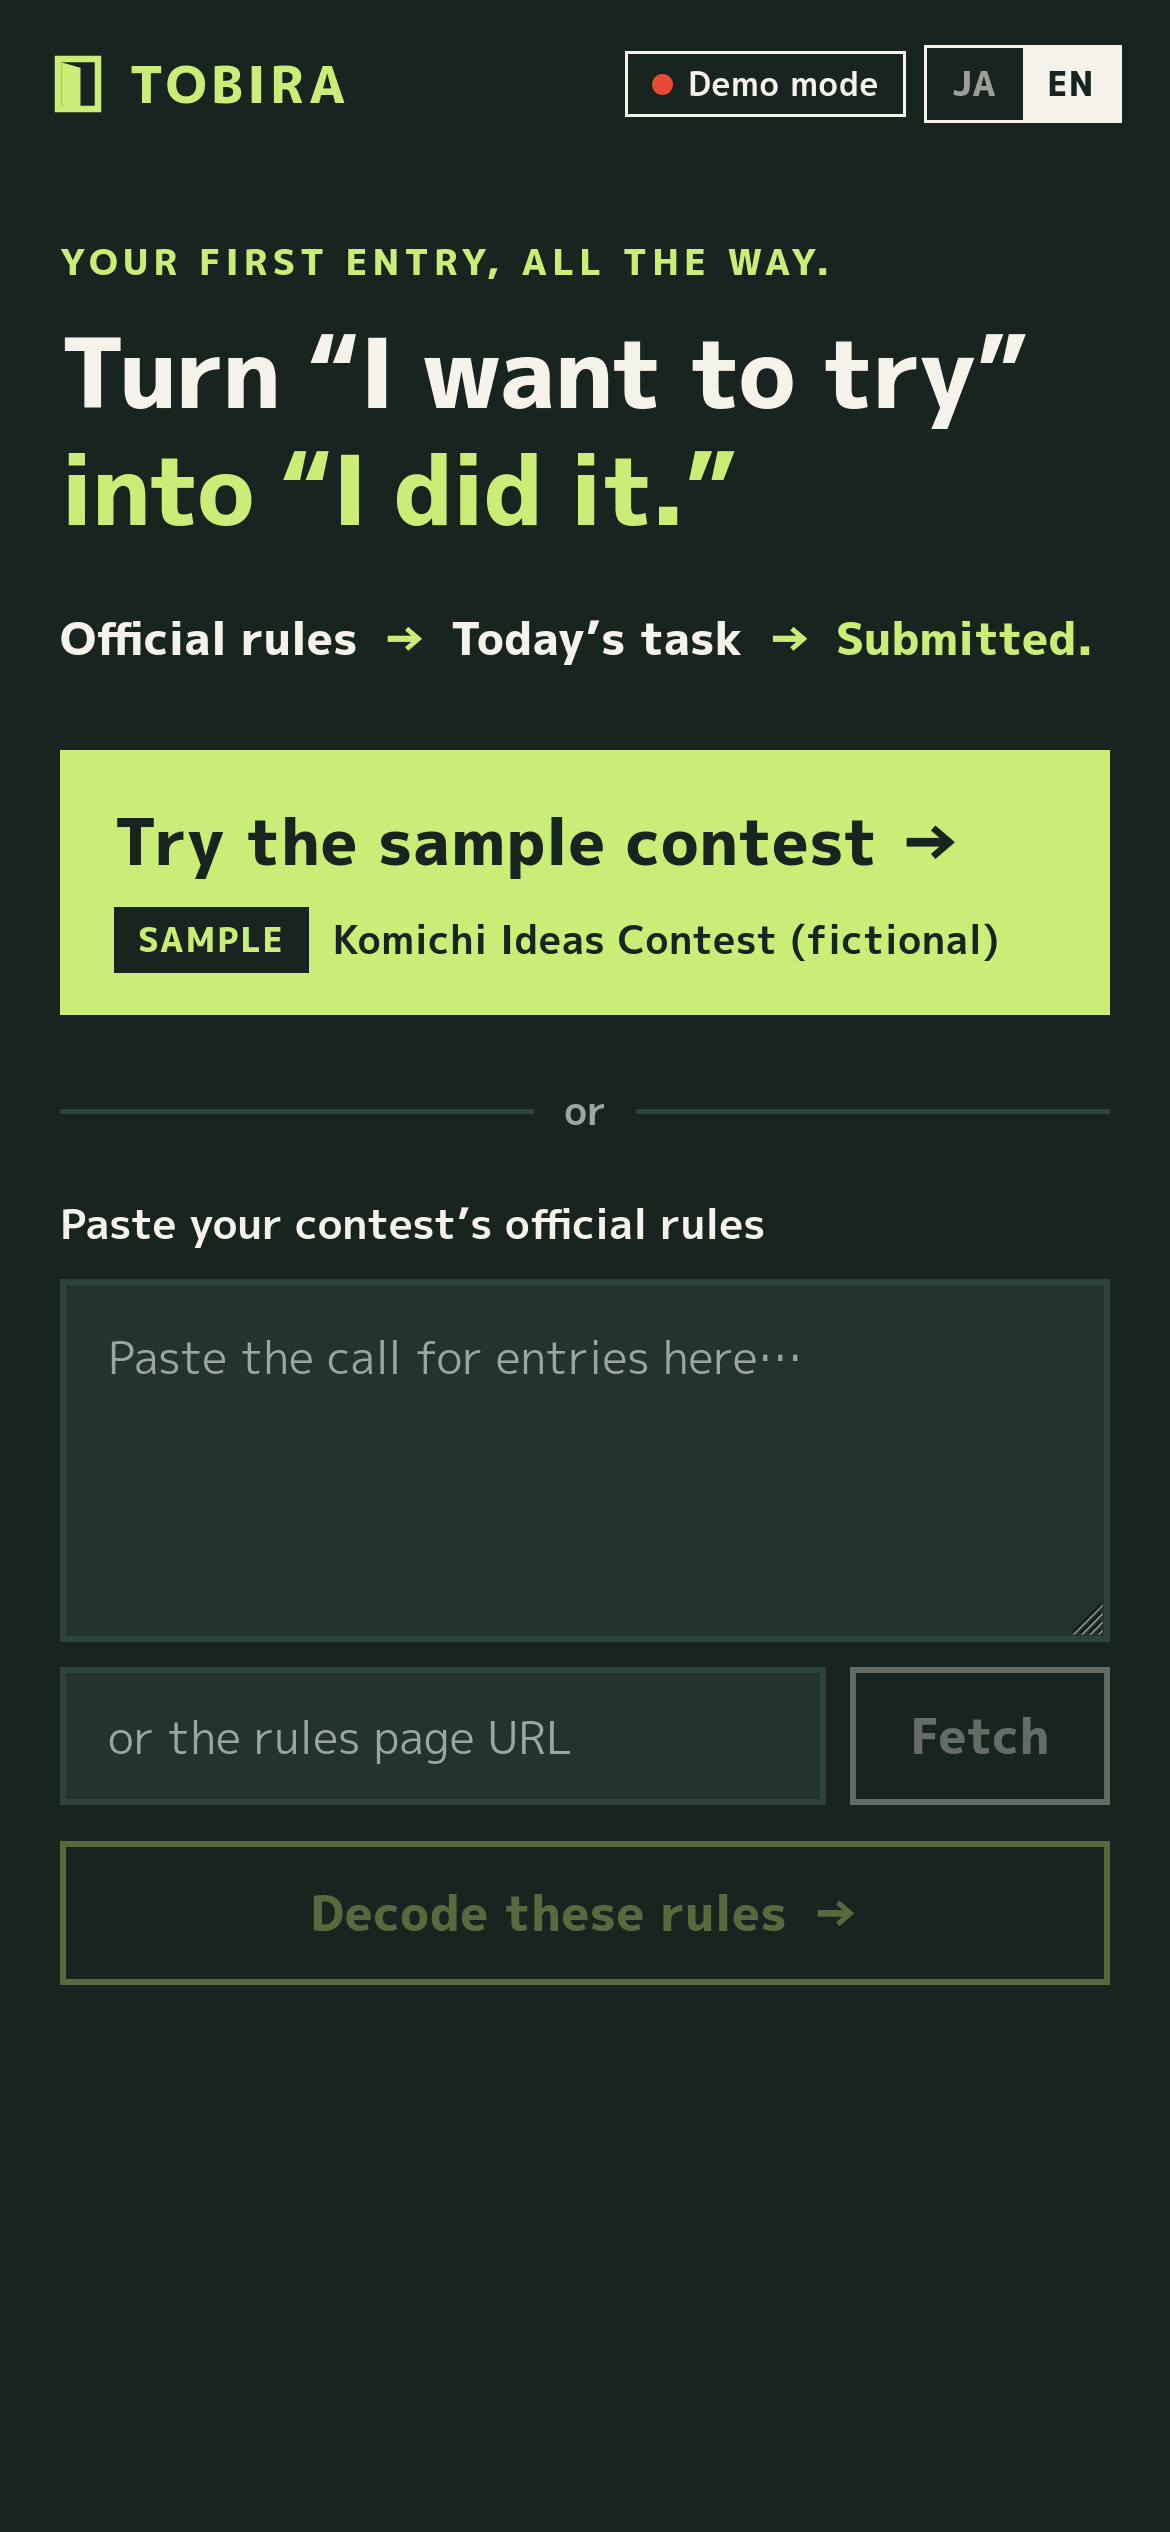 TOBIRA
Demo mode
JA EN
YOUR FIRST ENTRY, ALL THE WAY.
Turn “I want to try”
into “I did it.”
Official rules → Today’s task → Submitted.
Try the sample contest →
SAMPLE Komichi Ideas Contest (fictional)
or
Paste your contest’s official rules
Paste the call for entries here…
or the rules page URL
Fetch
Decode these rules →